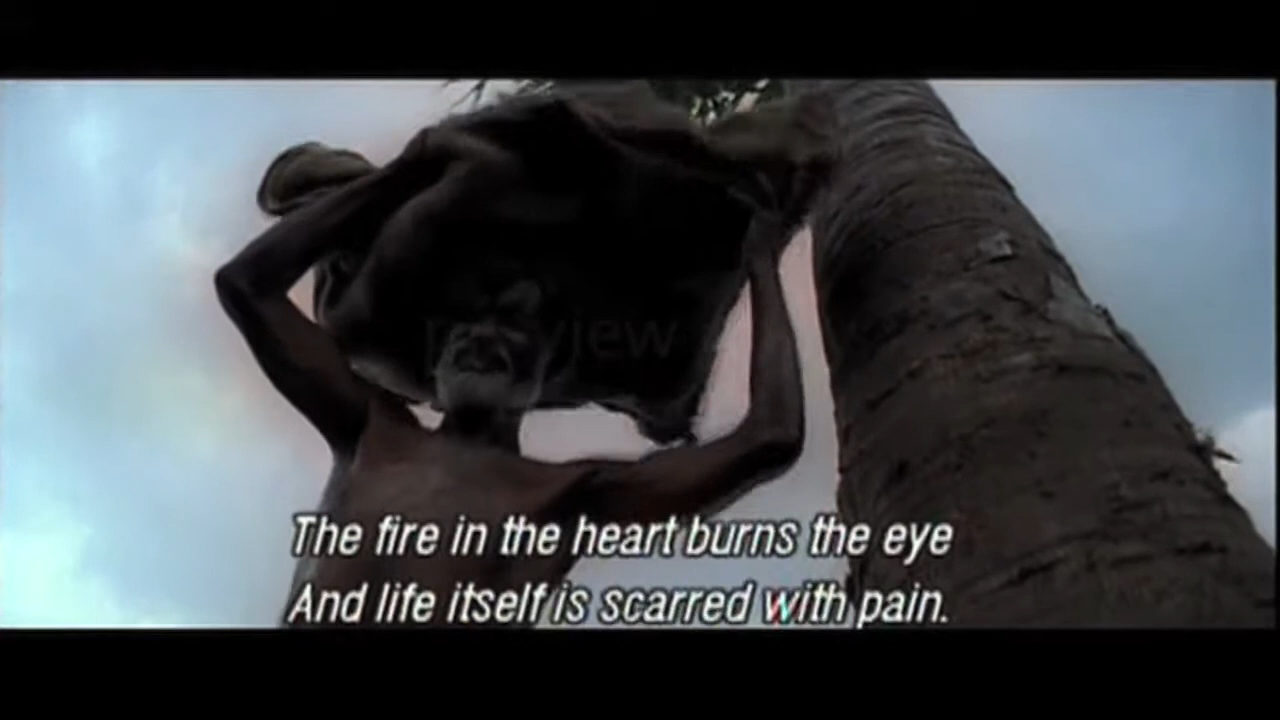 The fire in the heart burns the eye
And life itself is scarred with pain.